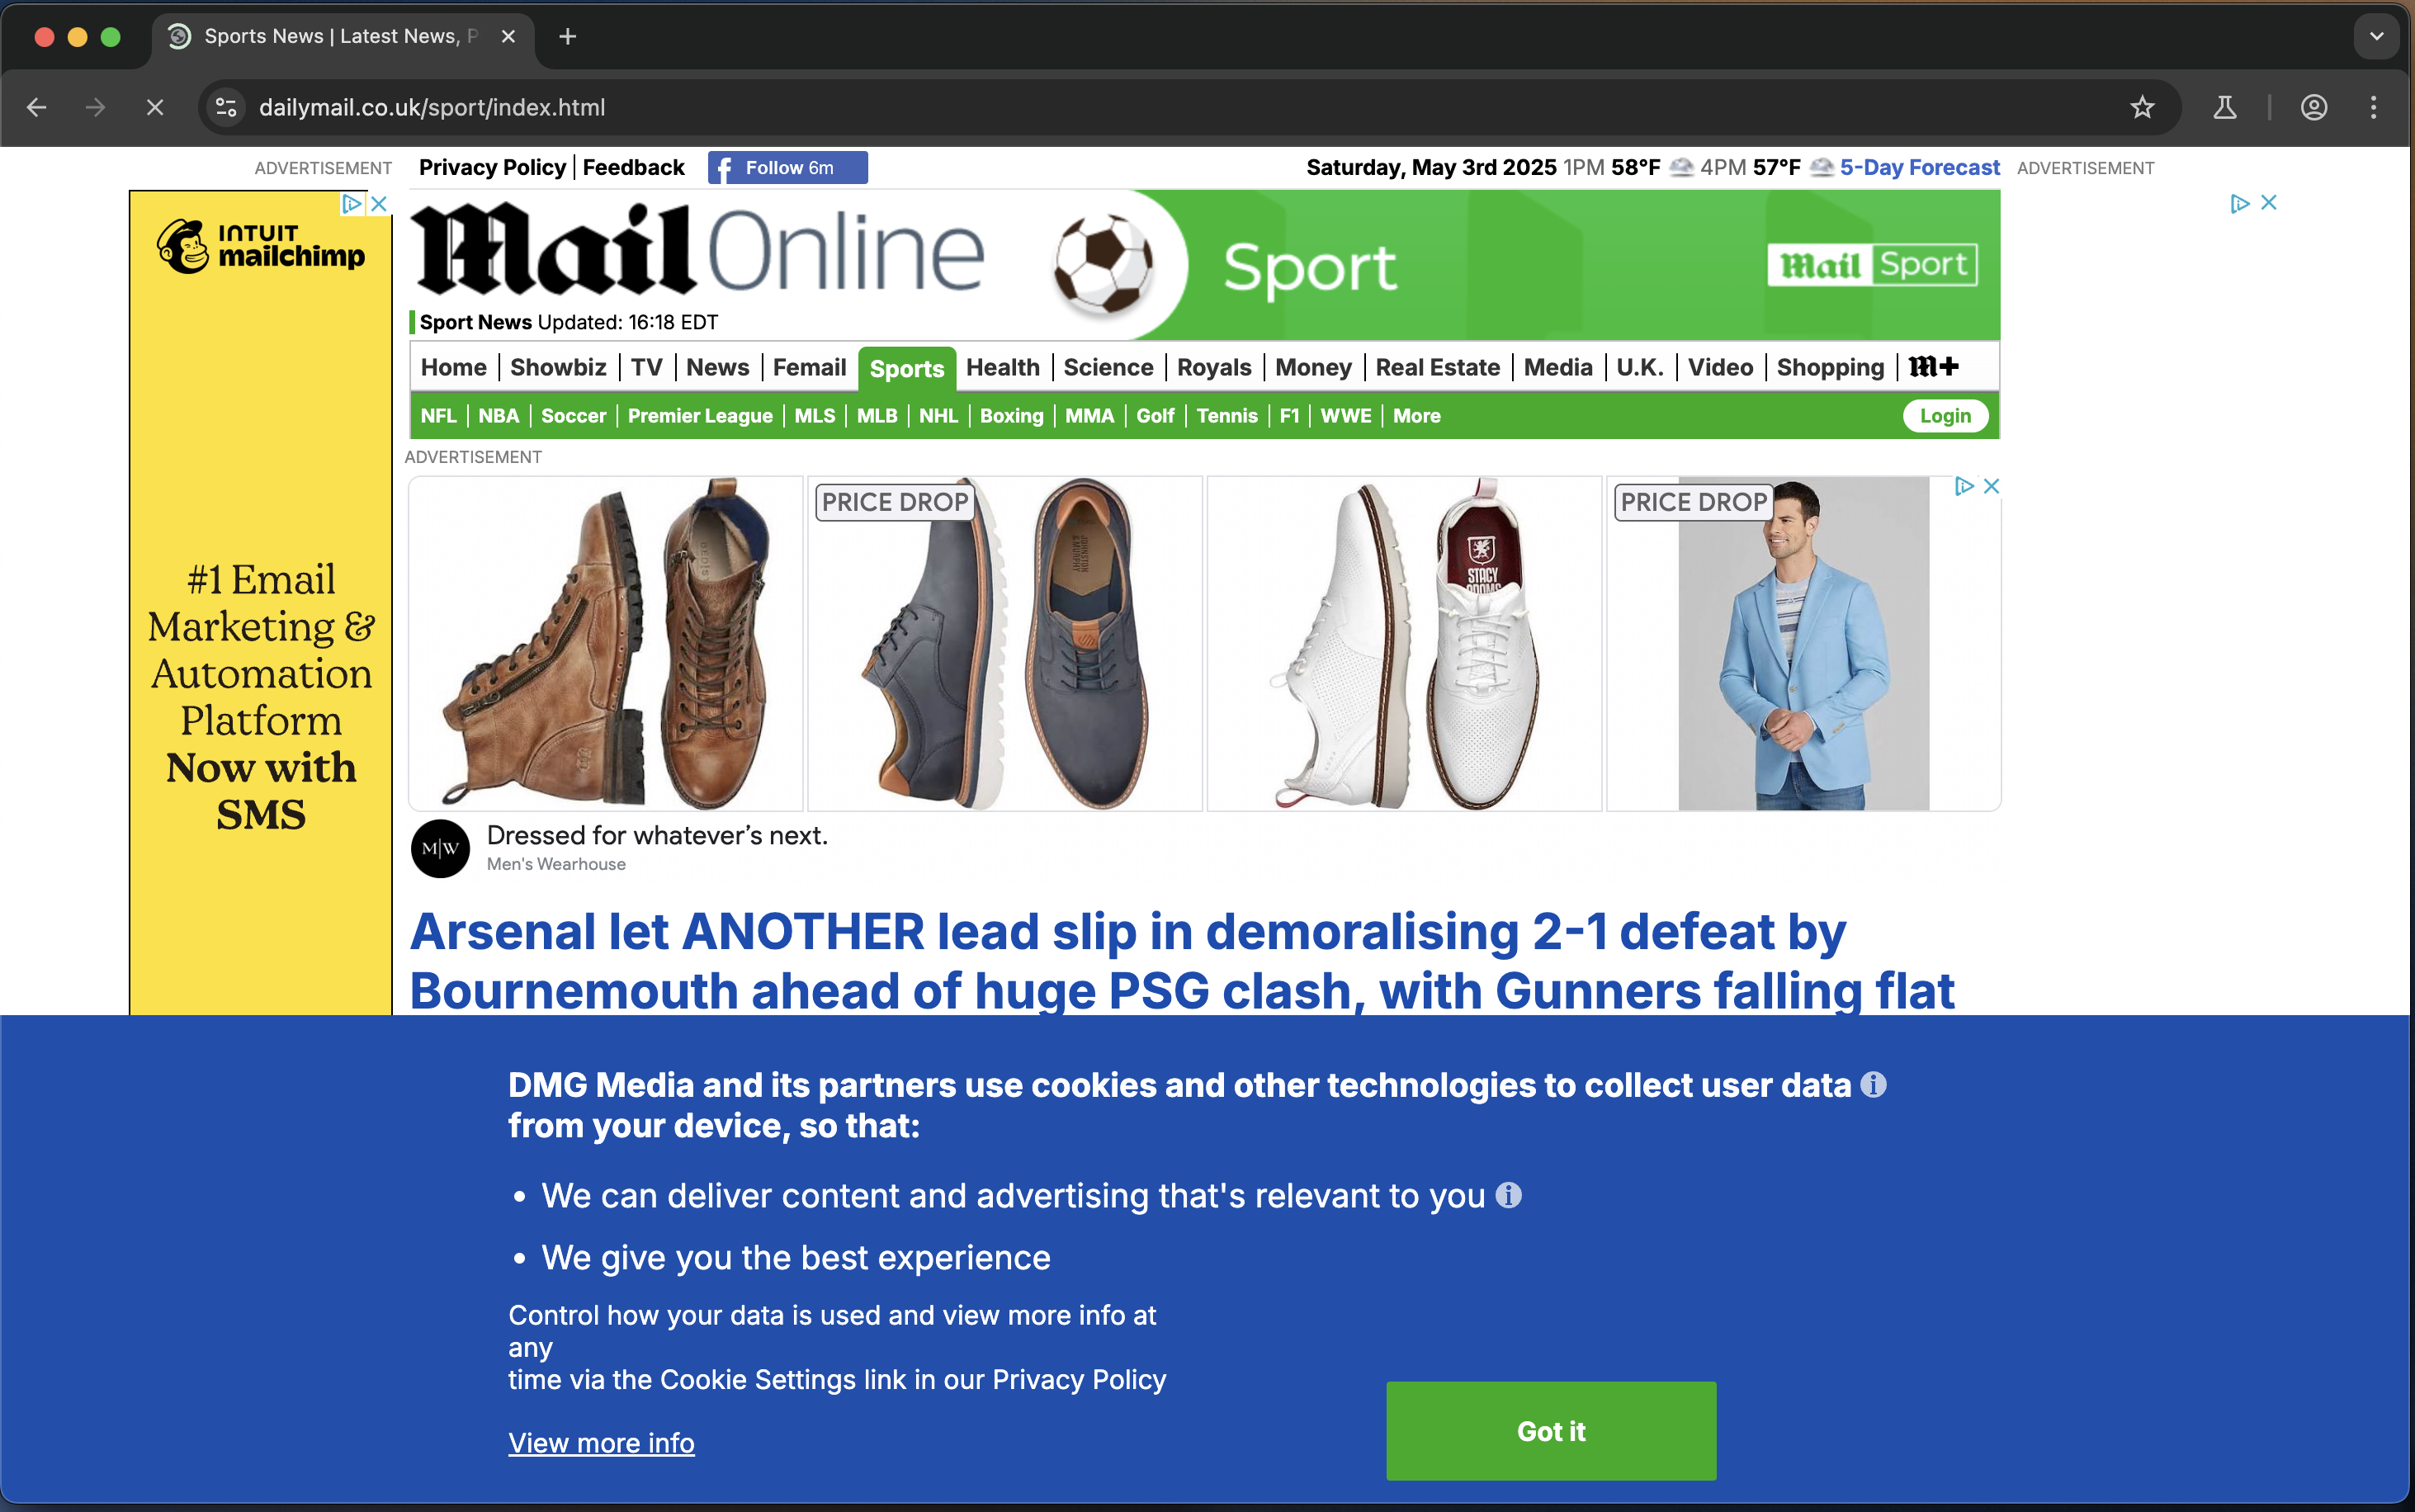 Sports News | Latest News, P
dailymail.co.uk/sport/index.html
ADVERTISEMENT
Privacy Policy | Feedback
Follow 6m
Saturday, May 3rd 2025 1PM 58°F 4PM 57°F 5-Day Forecast
ADVERTISEMENT
INTUIT
mailchimp
#1 Email
Marketing &
Automation
Platform
Now with
SMS
Mail Online
Sport
Mail Sport
Sport News Updated: 16:18 EDT
Home | Showbiz | TV | News | Femail | Sports | Health | Science | Royals | Money | Real Estate | Media | U.K. | Video | Shopping | M+
NFL | NBA | Soccer | Premier League | MLS | MLB | NHL | Boxing | MMA | Golf | Tennis | F1 | WWE | More
Login
ADVERTISEMENT
PRICE DROP
JOHNSTON
& MURPHY
STACY
ADAMS
PRICE DROP
M|W
Dressed for whatever’s next.
Men's Wearhouse
Arsenal let ANOTHER lead slip in demoralising 2-1 defeat by
Bournemouth ahead of huge PSG clash, with Gunners falling flat
DMG Media and its partners use cookies and other technologies to collect user data
from your device, so that:
• We can deliver content and advertising that's relevant to you
• We give you the best experience
Control how your data is used and view more info at
any
time via the Cookie Settings link in our Privacy Policy
View more info
Got it